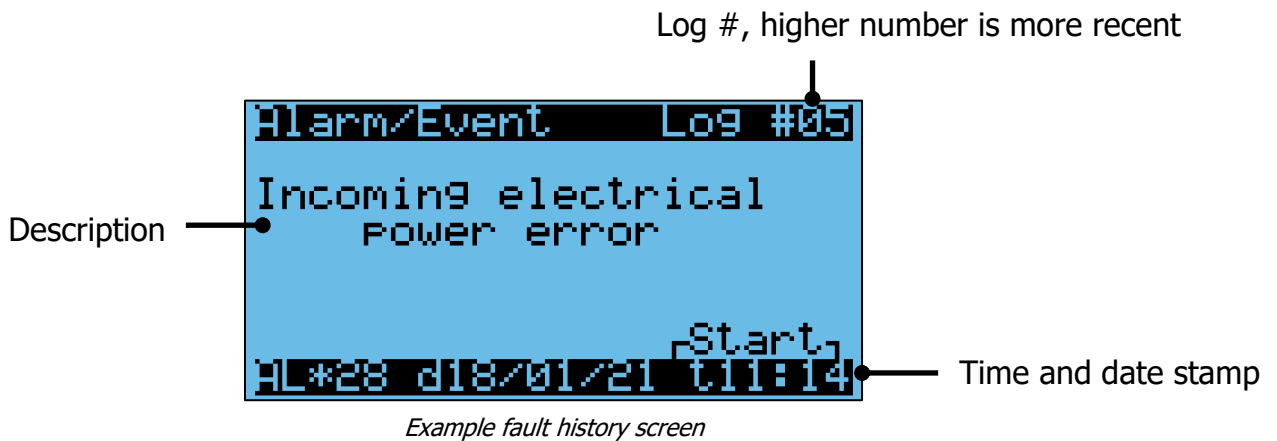 Log #, higher number is more recent
Alarm/Event Log #05
Incoming electrical
Description
power error
Start
AL*28 d18/01/21 t11:14
Time and date stamp
Example fault history screen